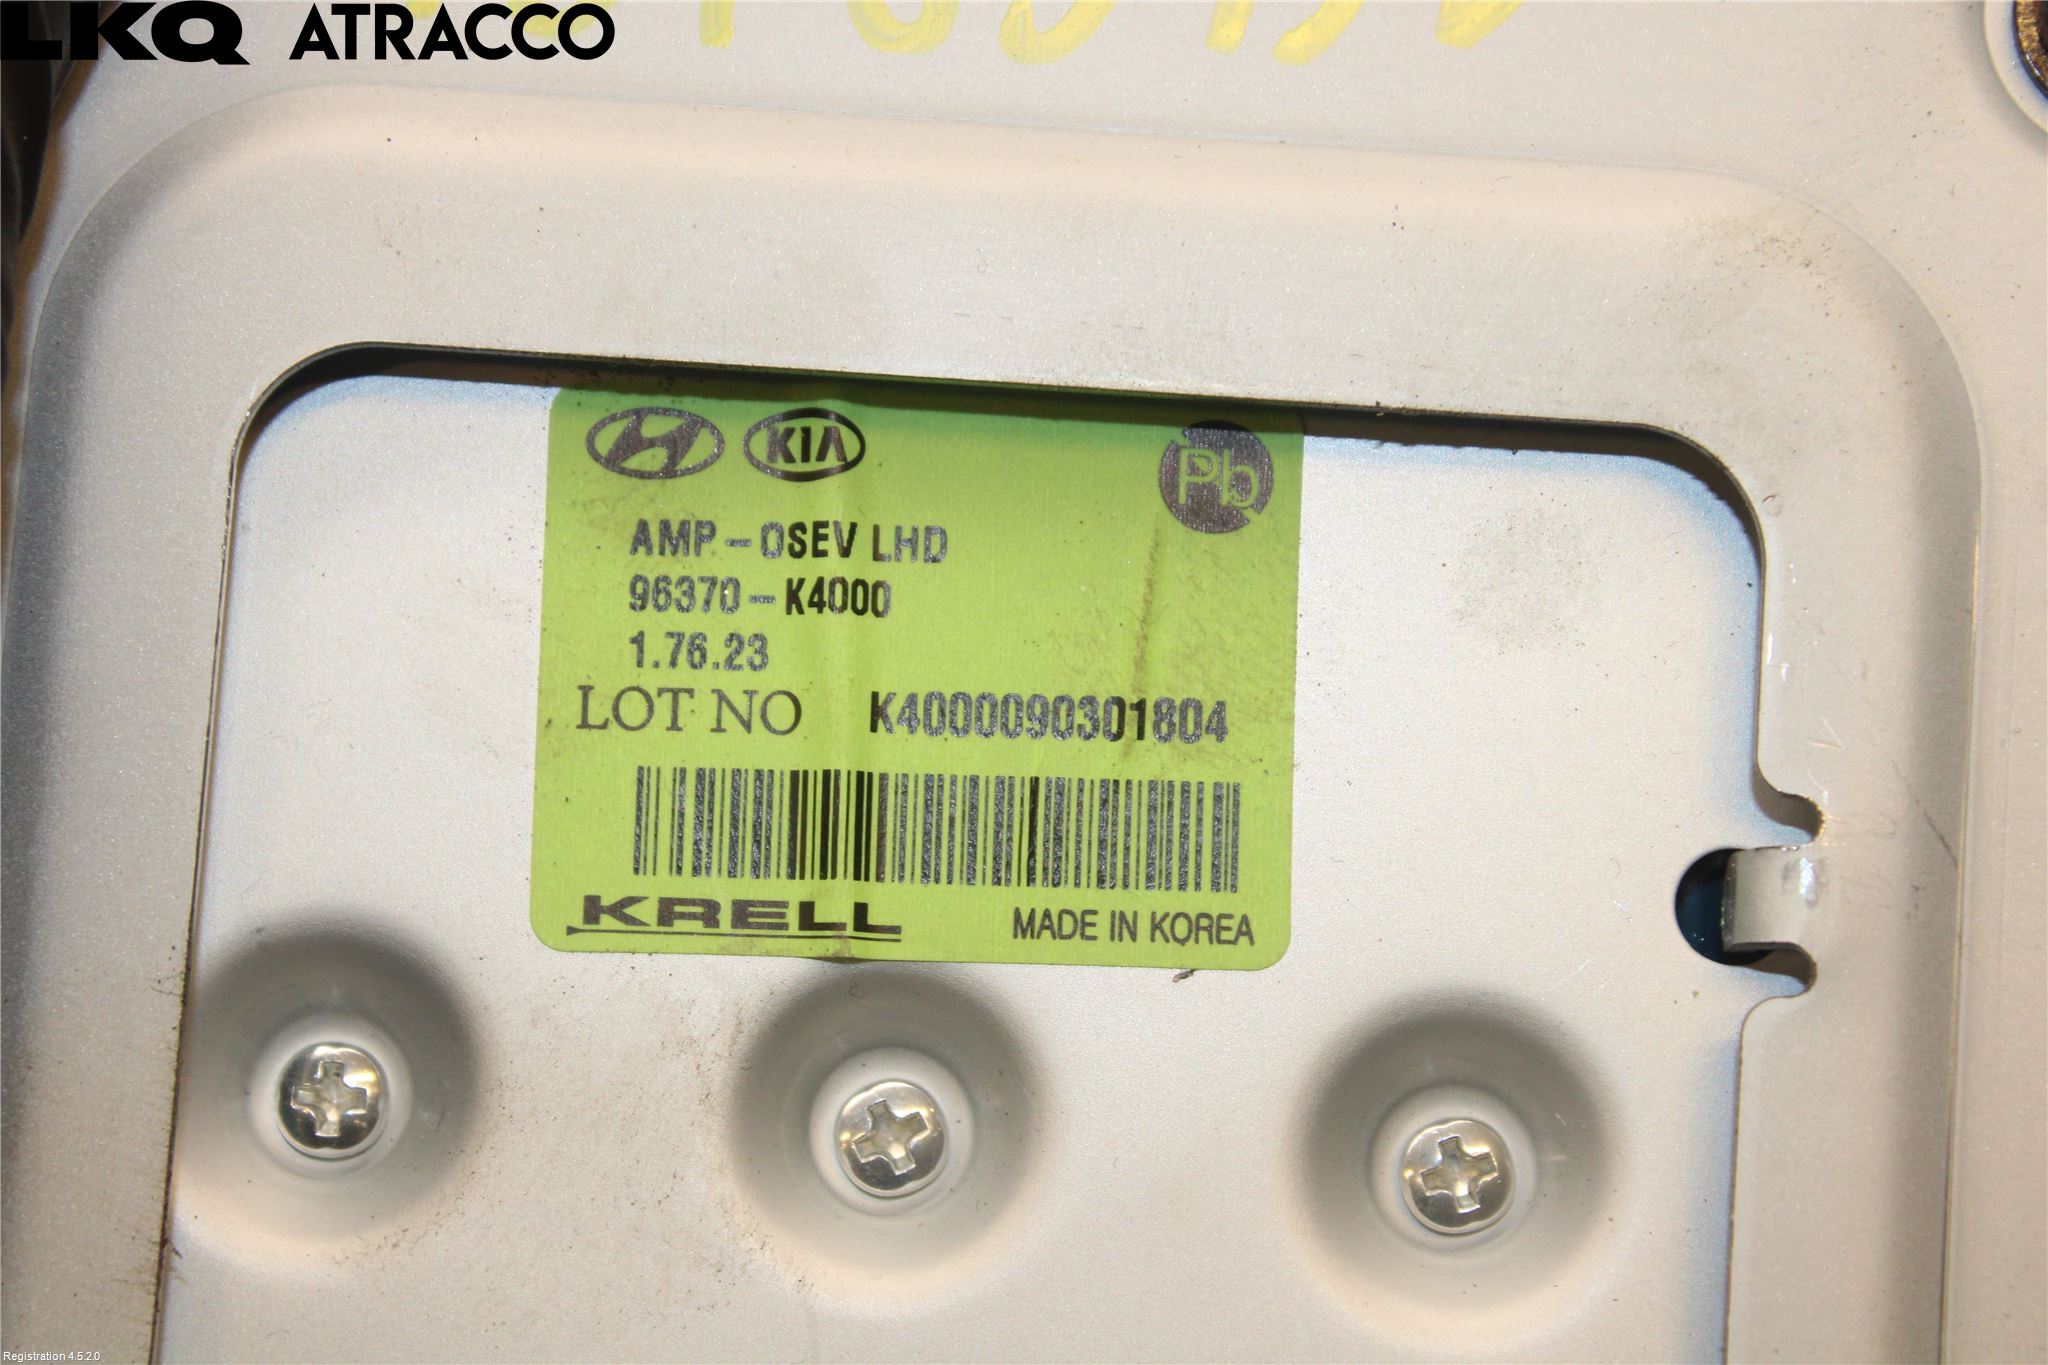 LKQ ATRACCO
KIA
Pb
AMP-OSEV LHD
96370-K4000
1.76.23
LOT NO K4000090301804
KRELL MADE IN KOREA
Registration 4.5.2.0